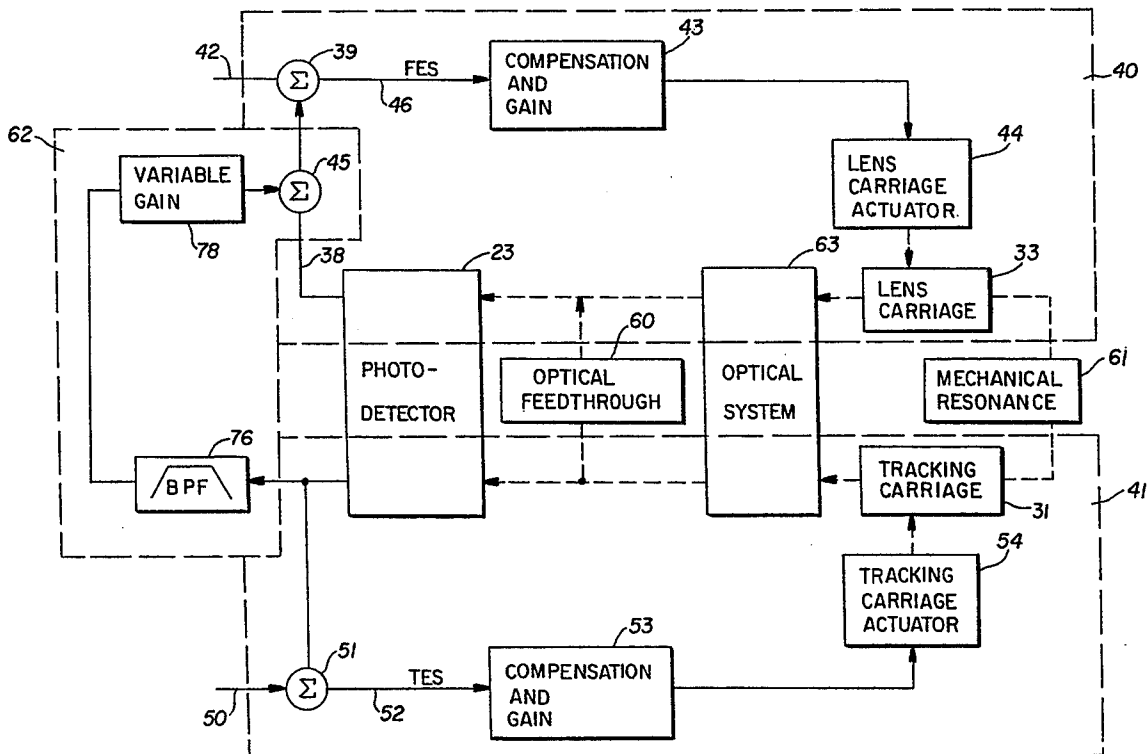 42
39
Σ
FES
46
43
COMPENSATION
AND
GAIN
40
62
VARIABLE
GAIN
78
45
Σ
38
44
LENS
CARRIAGE
ACTUATOR.
23
63
33
LENS
CARRIAGE
60
OPTICAL
FEEDTHROUGH
PHOTO-
DETECTOR
OPTICAL
SYSTEM
61
MECHANICAL
RESONANCE
76
BPF
TRACKING
CARRIAGE
31
41
54
TRACKING
CARRIAGE
ACTUATOR
51
Σ
50
TES
52
53
COMPENSATION
AND
GAIN